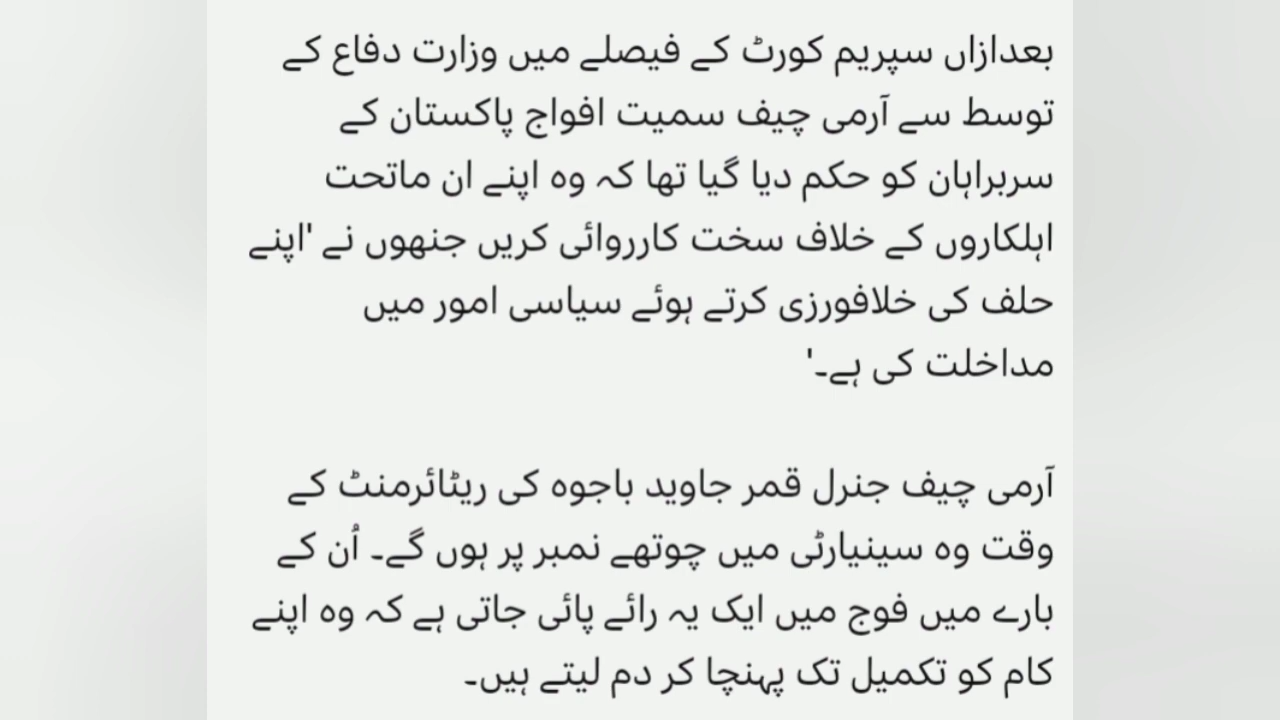 بعدازاں سپریم کورٹ کے فیصلے میں وزارت دفاع کے
توسط سے آرمی چیف سمیت افواج پاکستان کے
سربراہان کو حکم دیا گیا تھا کہ وہ اپنے ان ماتحت
اہلکاروں کے خلاف سخت کارروائی کریں جنھوں نے 'اپنے
حلف کی خلافورزی کرتے ہوئے سیاسی امور میں
مداخلت کی ہے۔'
آرمی چیف جنرل قمر جاوید باجوہ کی ریٹائرمنٹ کے
وقت وہ سینیارٹی میں چوتھے نمبر پر ہوں گے۔ اُن کے
بارے میں فوج میں ایک یہ رائے پائی جاتی ہے کہ وہ اپنے
کام کو تکمیل تک پہنچا کر دم لیتے ہیں۔